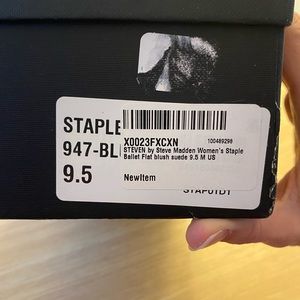 STAPLE
947-BL
9.5
X0023FXCXN 100489298
STEVEN by Steve Madden Women's Staple
Ballet Flat blush suede 9.5 M US
NewItem
STAP01D1